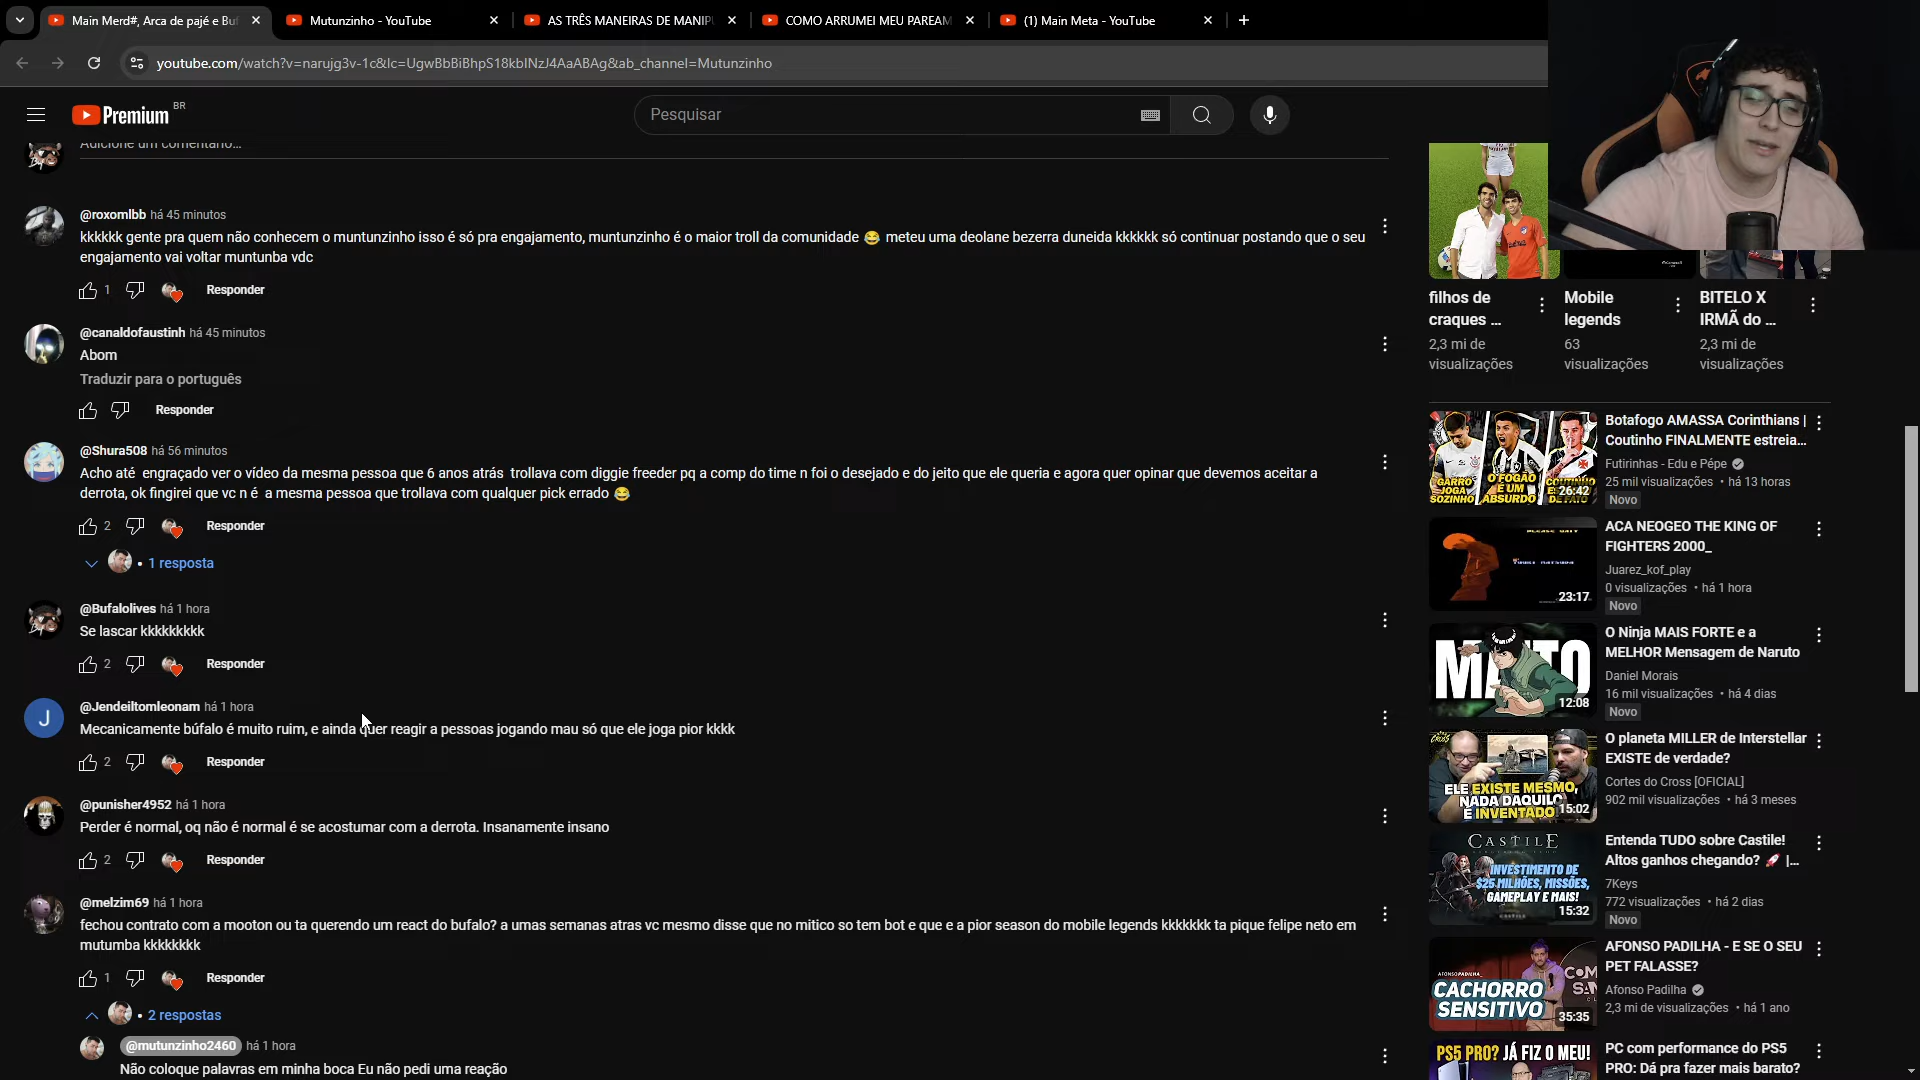 Main Merd#, Arca de pajé e Buf
Mutunzinho - YouTube
AS TRÊS MANEIRAS DE MANIPU
COMO ARRUMEI MEU PAREAM
(1) Main Meta - YouTube
youtube.com/watch?v=narujg3v-1c&lc=UgwBbBiBhpS18kbINzJ4AaABAg&ab_channel=Mutunzinho
Premium BR
Pesquisar
Adicione um comentário...
@roxomlbb há 45 minutos
kkkkkk gente pra quem não conhecem o muntunzinho isso é só pra engajamento, muntunzinho é o maior troll da comunidade 😂 meteu uma deolane bezerra duneida kkkkkk só continuar postando que o seu
engajamento vai voltar muntunba vdc
1 Responder
@canaldofaustinh há 45 minutos
Abom
Traduzir para o português
Responder
@Shura508 há 56 minutos
Acho até engraçado ver o vídeo da mesma pessoa que 6 anos atrás trollava com diggie freeder pq a comp do time n foi o desejado e do jeito que ele queria e agora quer opinar que devemos aceitar a
derrota, ok fingirei que vc n é a mesma pessoa que trollava com qualquer pick errado 😂
2 Responder
• 1 resposta
@Bufalolives há 1 hora
Se lascar kkkkkkkkk
2 Responder
J
@Jendeiltomleonam há 1 hora
Mecanicamente búfalo é muito ruim, e ainda quer reagir a pessoas jogando mau só que ele joga pior kkkk
2 Responder
@punisher4952 há 1 hora
Perder é normal, oq não é normal é se acostumar com a derrota. Insanamente insano
2 Responder
@melzim69 há 1 hora
fechou contrato com a mooton ou ta querendo um react do bufalo? a umas semanas atras vc mesmo disse que no mitico so tem bot e que e a pior season do mobile legends kkkkkkk ta pique felipe neto em
mutumba kkkkkkkk
1 Responder
• 2 respostas
@mutunzinho2460 há 1 hora
Não coloque palavras em minha boca Eu não pedi uma reação
filhos de
craques ...
2,3 mi de
visualizações
Mobile
legends
63
visualizações
BITELO X
IRMÃ do ...
2,3 mi de
visualizações
GARRO
JOGA
SOZINHO
O FOGÃO
É UM
ABSURDO
COUTINHO
26:42
Botafogo AMASSA Corinthians |
Coutinho FINALMENTE estreia...
Futirinhas - Edu e Pépe
25 mil visualizações • há 13 horas
Novo
23:17
ACA NEOGEO THE KING OF
FIGHTERS 2000_
Juarez_kof_play
0 visualizações • há 1 hora
Novo
12:08
O Ninja MAIS FORTE e a
MELHOR Mensagem de Naruto
Daniel Morais
16 mil visualizações • há 4 dias
Novo
ELE EXISTE MESMO,
NADA DAQUILO
É INVENTADO
15:02
O planeta MILLER de Interstellar
EXISTE de verdade?
Cortes do Cross [OFICIAL]
902 mil visualizações • há 3 meses
CASTILE
INVESTIMENTO DE
$25 MILHÕES, MISSÕES,
GAMEPLAY E MAIS!
15:32
Entenda TUDO sobre Castile!
Altos ganhos chegando? 🚀 |...
7Keys
772 visualizações • há 2 dias
Novo
AFONSOPADILHA
CACHORRO
SENSITIVO
35:35
AFONSO PADILHA - E SE O SEU
PET FALASSE?
Afonso Padilha
2,3 mi de visualizações • há 1 ano
PS5 PRO? JÁ FIZ O MEU!
PC com performance do PS5
PRO: Dá pra fazer mais barato?